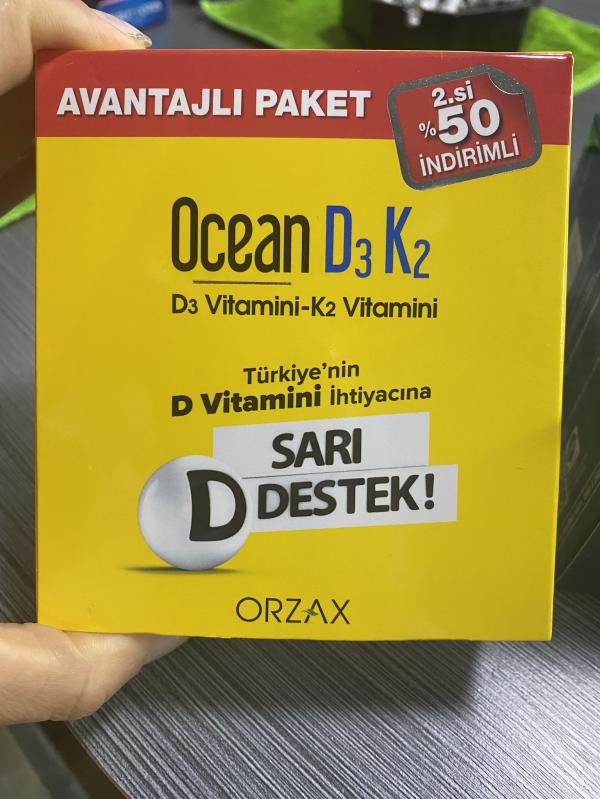 AVANTAJLI PAKET
2.si
%50
İNDİRİMLİ
Ocean D3 K2
D3 Vitamini-K2 Vitamini
Türkiye'nin
D Vitamini İhtiyacına
SARI
D DESTEK!
ORZAX